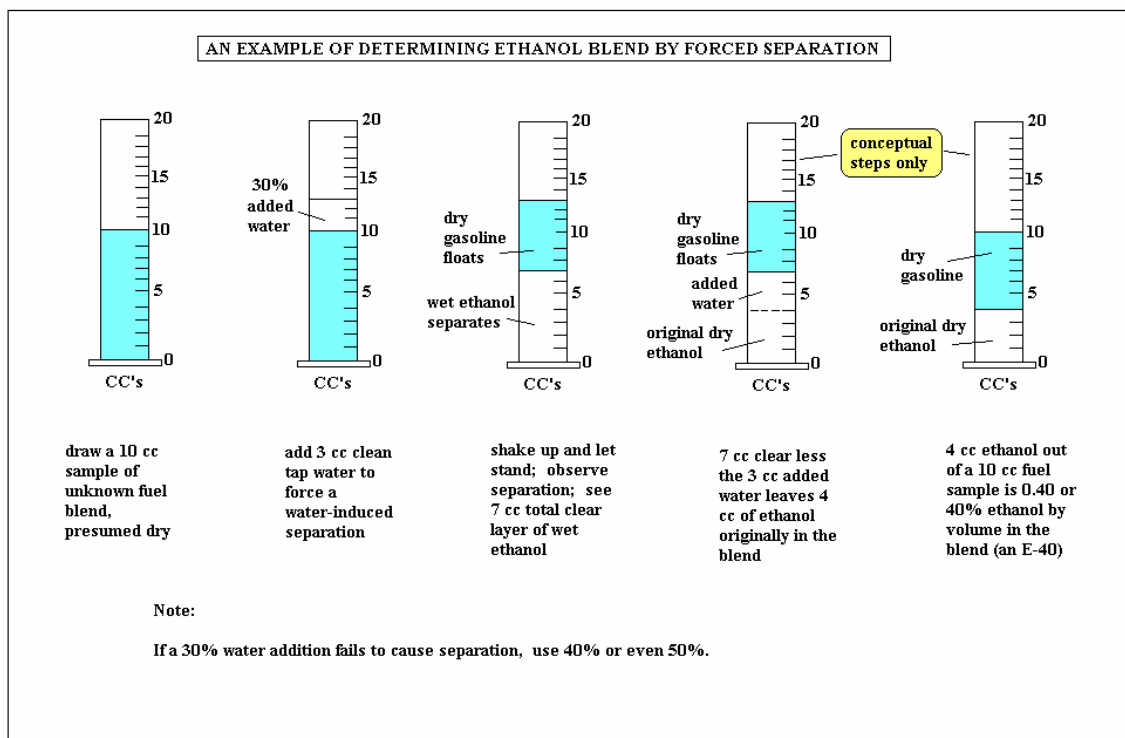 AN EXAMPLE OF DETERMINING ETHANOL BLEND BY FORCED SEPARATION
20
15
10
5
0
CC's
20
15
10
5
0
30%
added
water
CC's
20
15
10
5
0
dry
gasoline
floats
wet ethanol
separates
CC's
20
15
10
5
0
dry
gasoline
floats
added
water
original dry
ethanol
CC's
conceptual
steps only
20
15
10
5
0
dry
gasoline
original dry
ethanol
CC's
draw a 10 cc
sample of
unknown fuel
blend,
presumed dry
add 3 cc clean
tap water to
force a
water-induced
separation
shake up and let
stand; observe
separation; see
7 cc total clear
layer of wet
ethanol
7 cc clear less
the 3 cc added
water leaves 4
cc of ethanol
originally in the
blend
4 cc ethanol out
of a 10 cc fuel
sample is 0.40 or
40% ethanol by
volume in the
blend (an E-40)
Note:
If a 30% water addition fails to cause separation, use 40% or even 50%.